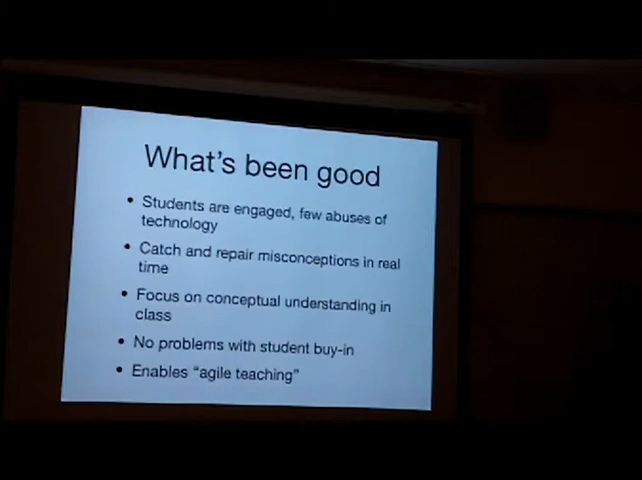 What's been good
• Students are engaged, few abuses of
technology
• Catch and repair misconceptions in real
time
• Focus on conceptual understanding in
class
• No problems with student buy-in
• Enables “agile teaching”